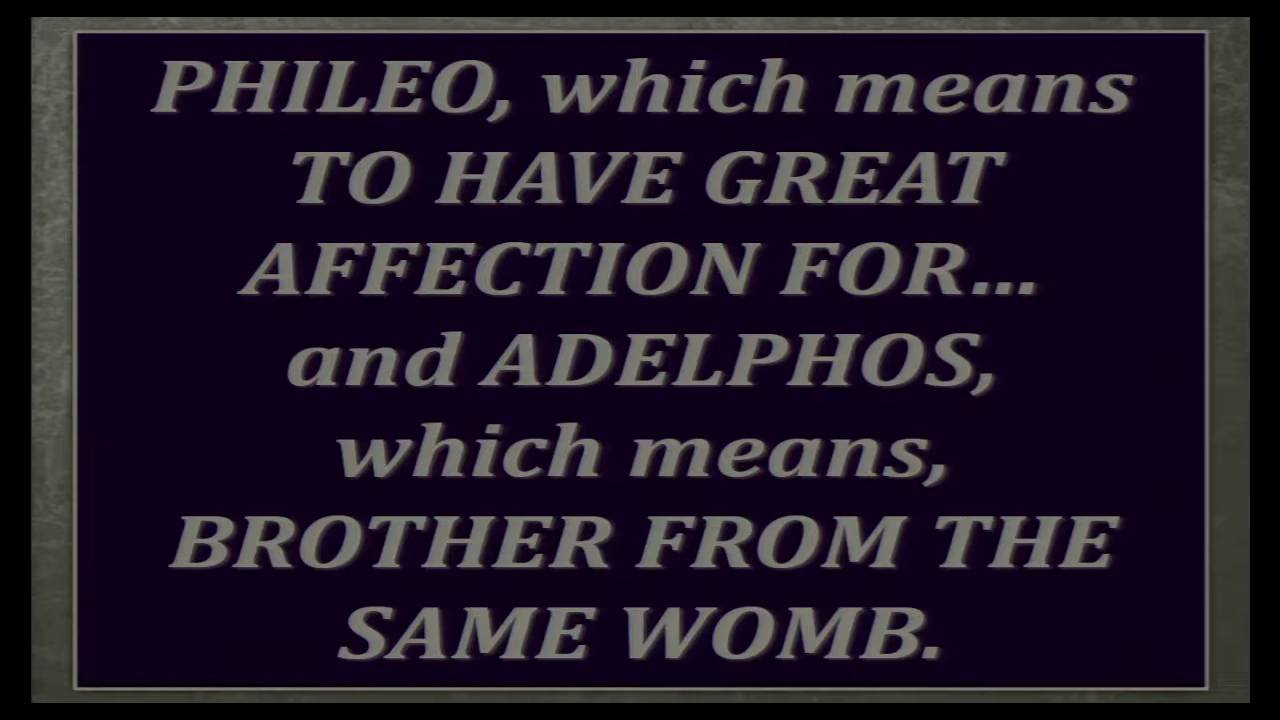 PHILEO, which means
TO HAVE GREAT
AFFECTION FOR...
and ADELPHOS,
which means,
BROTHER FROM THE
SAME WOMB.